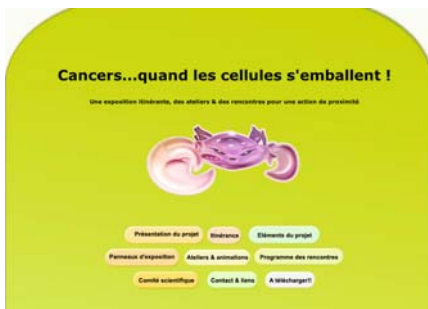 Cancers...quand les cellules s'emballent !
Une exposition itinérante, des ateliers & des rencontres pour une action de proximité
Présentation du projet Itinérance Eléments du projet
Panneaux d'exposition Ateliers & animations Programme des rencontres
Comité scientifique Contact & liens A télécharger!!